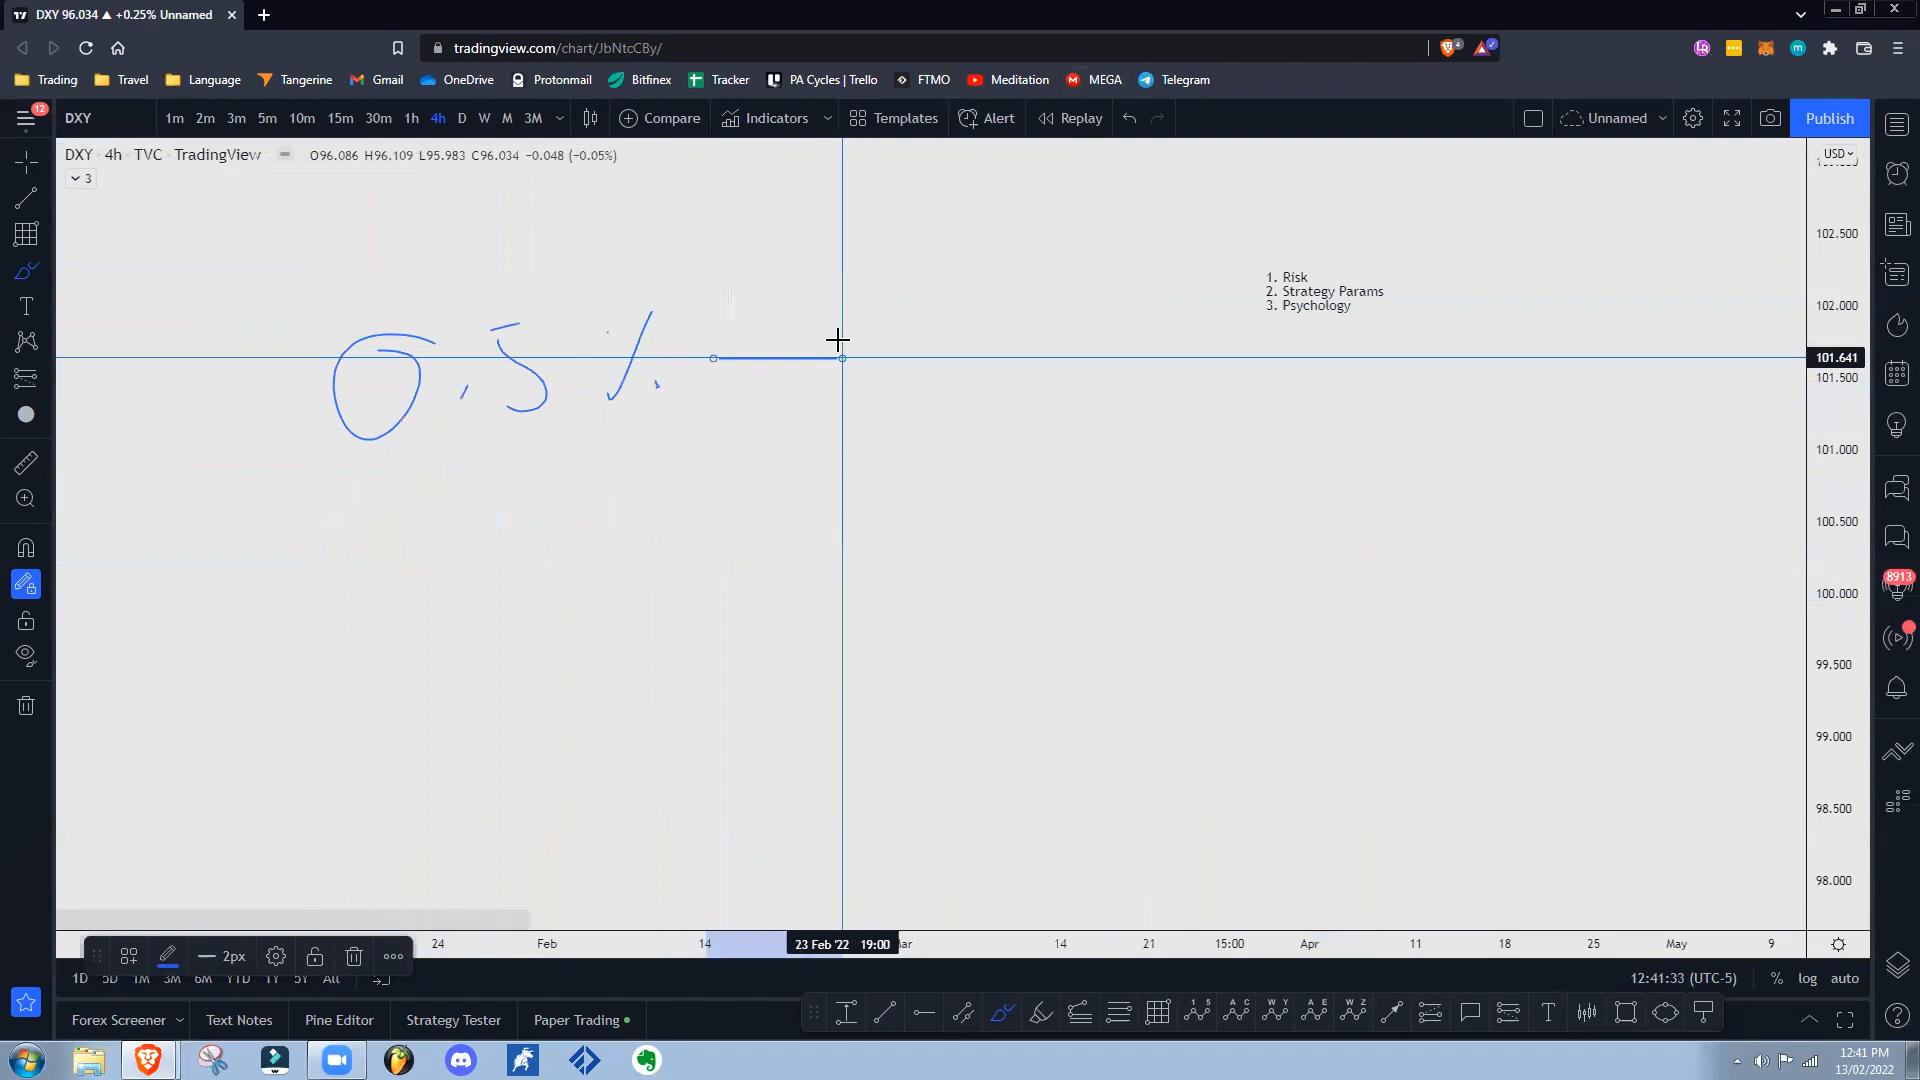 DXY 96.034 ▲ +0.25% Unnamed
tradingview.com/chart/JbNtcCBy/
4
Trading Travel Language Tangerine Gmail OneDrive Protonmail Bitfinex Tracker PA Cycles | Trello FTMO Meditation MEGA Telegram
12
DXY 1m 2m 3m 5m 10m 15m 30m 1h 4h D W M 3M Compare Indicators Templates Alert Replay Unnamed Publish
DXY · 4h · TVC · TradingView O96.086 H96.109 L95.983 C96.034 −0.048 (−0.05%)
USD
3
102.500
1. Risk
2. Strategy Params
3. Psychology
102.000
0.5 %
101.641
101.500
101.000
100.500
100.000
8913
99.500
99.000
98.500
98.000
24 Feb 14 23 Feb '22 19:00 14 21 15:00 Apr 11 18 25 May 9
2px
1D 5D 1M 3M 6M YTD 1Y 5Y All 12:41:33 (UTC-5) % log auto
Forex Screener Text Notes Pine Editor Strategy Tester Paper Trading
12:41 PM
13/02/2022